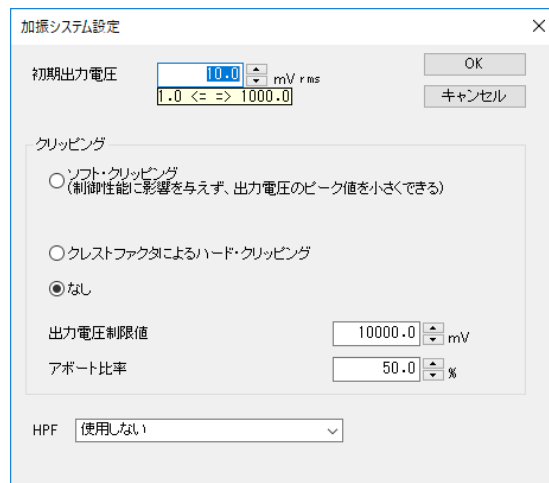 加振システム設定
初期出力電圧 10.0 mV rms
1.0 <= => 1000.0
OK
キャンセル
クリッピング
ソフト・クリッピング
(制御性能に影響を与えず、出力電圧のピーク値を小さくできる)
クレストファクタによるハード・クリッピング
なし
出力電圧制限値 10000.0 mV
アボート比率 50.0 %
HPF 使用しない